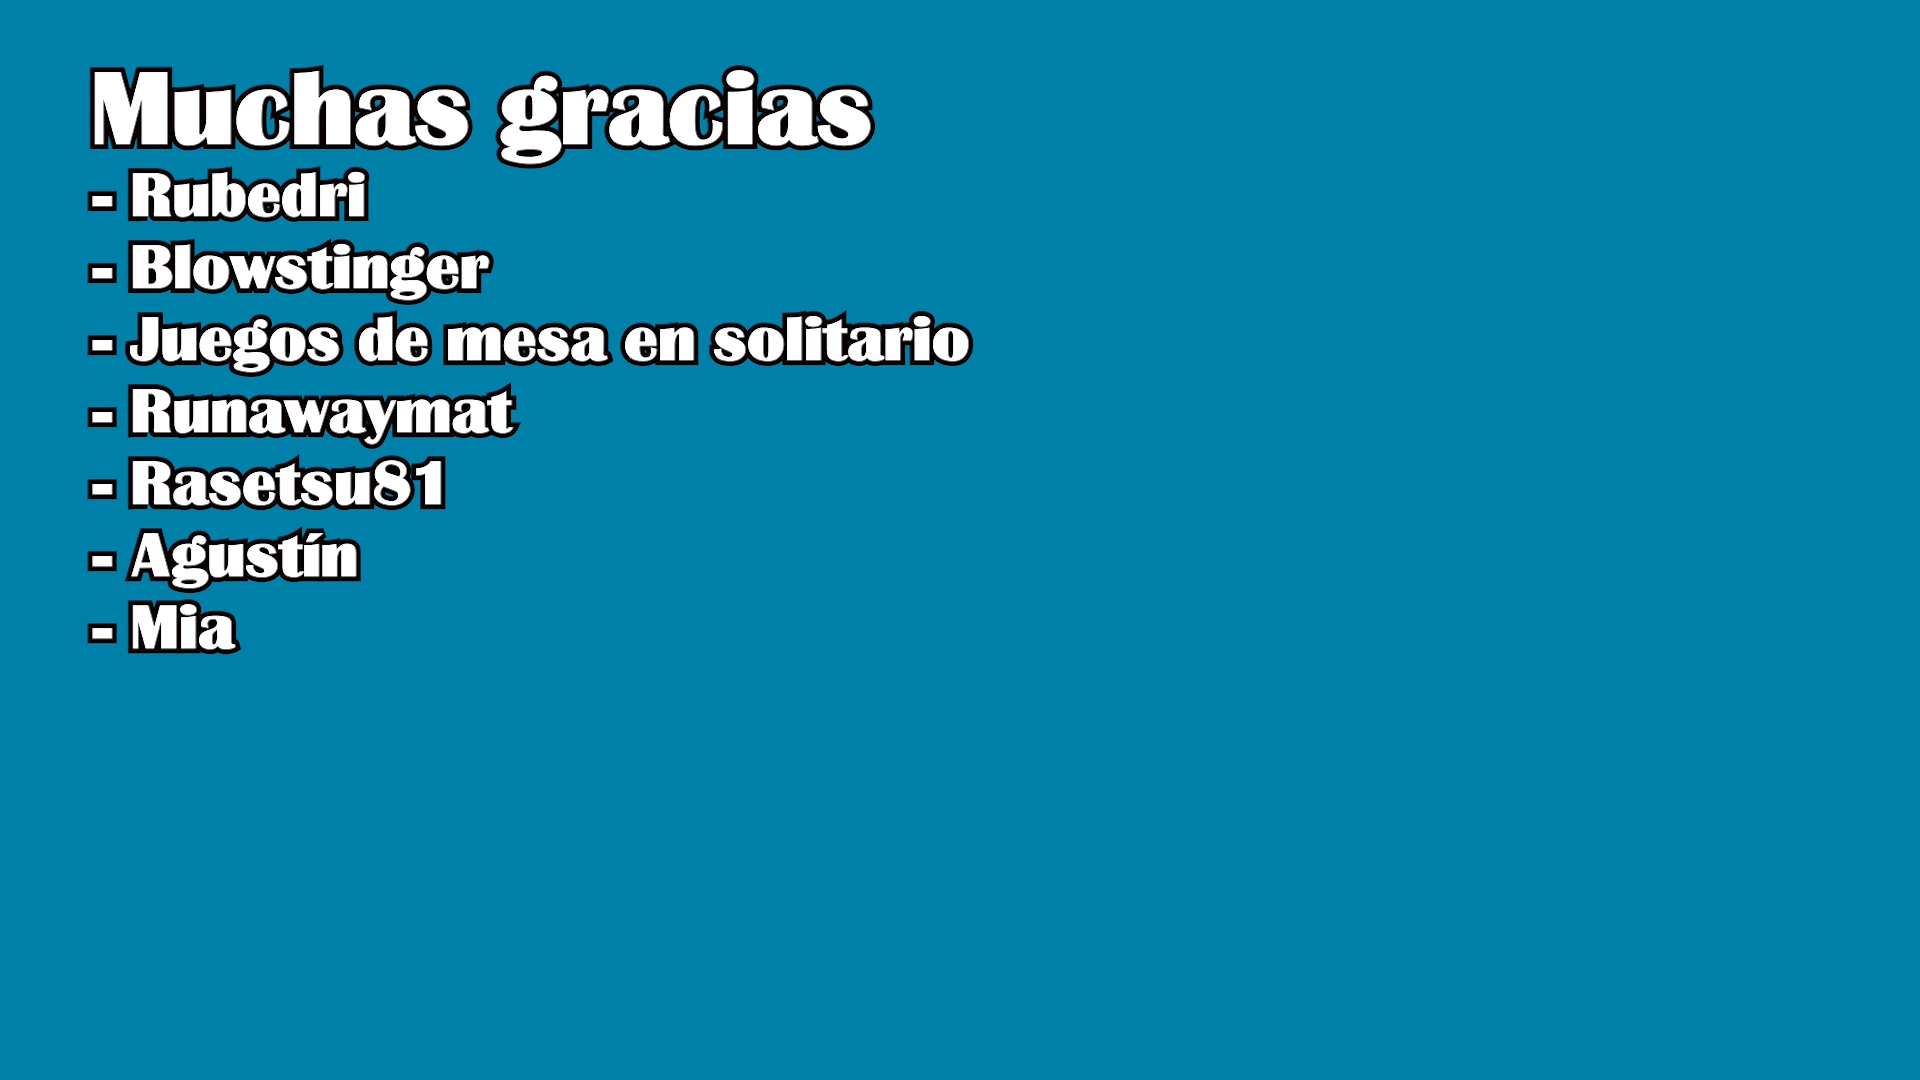 Muchas gracias
- Rubedri
- Blowstinger
- Juegos de mesa en solitario
- Runawaymat
- Rasetsu81
- Agustín
- Mia